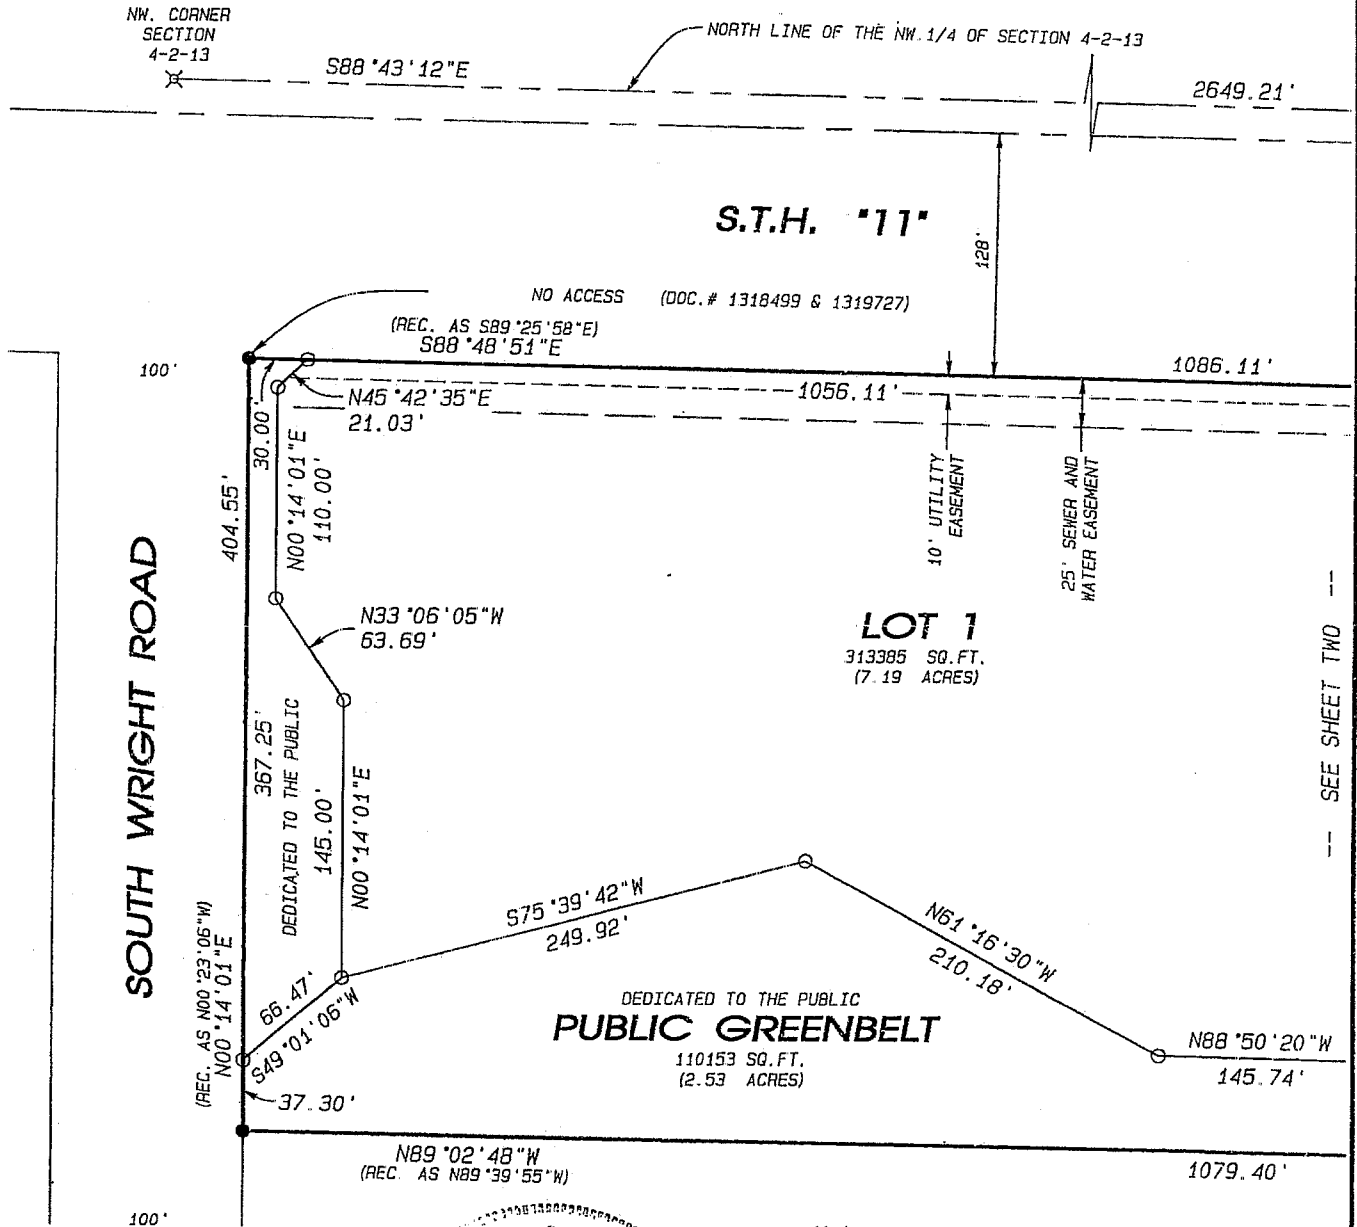 NW. CORNER
SECTION
4-2-13
NORTH LINE OF THE NW.1/4 OF SECTION 4-2-13
S88°43'12"E
2649.21'
S.T.H. "11"
128'
NO ACCESS (DOC.# 1318499 & 1319727)
(REC. AS S89°25'58"E)
S88°48'51"E
100'
1086.11'
1056.11'
N45°42'35"E
21.03'
30.00'
N00°14'01"E
110.00'
404.55'
10' UTILITY
EASEMENT
25' SEWER AND
WATER EASEMENT
SOUTH WRIGHT ROAD
N33°06'05"W
63.69'
LOT 1
313385 SQ.FT.
(7.19 ACRES)
-- SEE SHEET TWO --
367.25'
DEDICATED TO THE PUBLIC
145.00'
N00°14'01"E
S75°39'42"W
249.92'
N61°16'30"W
210.18'
(REC. AS N00°23'06"W)
N00°14'01"E
66.47'
S49°01'06"W
DEDICATED TO THE PUBLIC
PUBLIC GREENBELT
110153 SQ.FT.
(2.53 ACRES)
N88°50'20"W
145.74'
37.30'
N89°02'48"W
(REC. AS N89°39'55"W)
1079.40'
100'